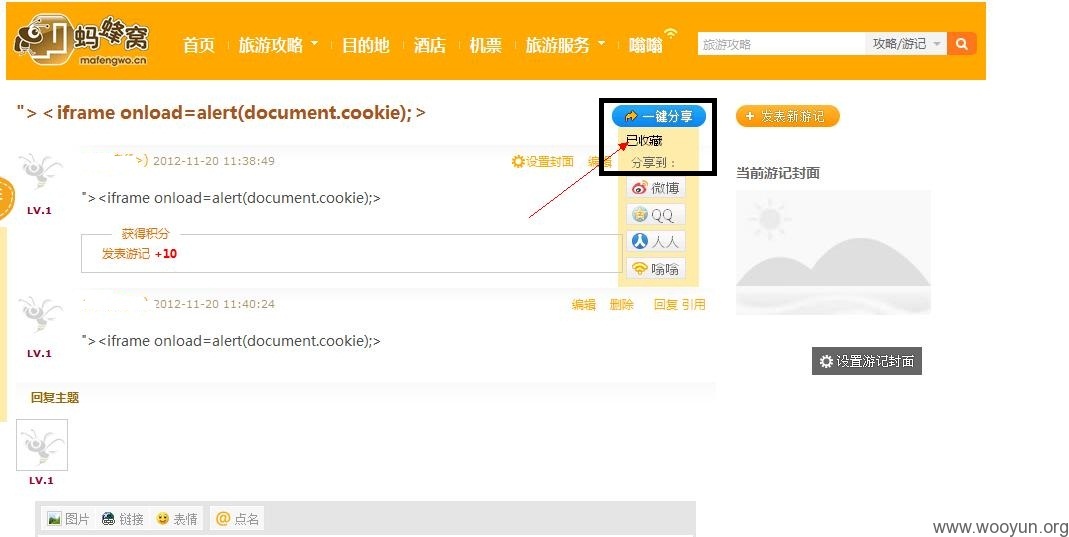 蚂蜂窝
mafengwo.cn
首页 旅游攻略 目的地 酒店 机票 旅游服务 嗡嗡
旅游攻略 攻略/游记
"> <iframe onload=alert(document.cookie); >
一键分享
+ 发表新游记
已收藏
>) 2012-11-20 11:38:49 设置封面
分享到：
当前游记封面
微博
"><iframe onload=alert(document.cookie);>
LV.1
QQ
获得积分
人人
发表游记 +10
嗡嗡
) 2012-11-20 11:40:24 编辑 删除 回复 引用
"><iframe onload=alert(document.cookie);>
LV.1
设置游记封面
回复主题
LV.1
图片 链接 表情 @ 点名
www.wooyun.org